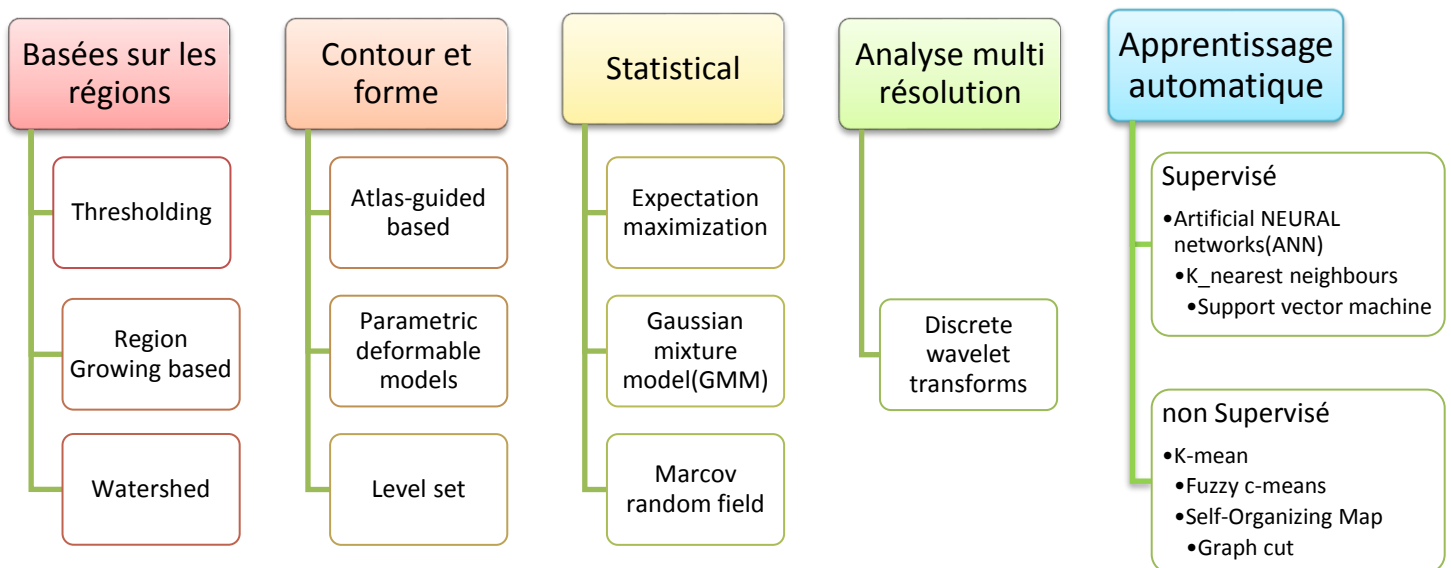 Basées sur les
régions
Thresholding
Region
Growing based
Watershed
Contour et
forme
Atlas-guided
based
Parametric
deformable
models
Level set
Statistical
Expectation
maximization
Gaussian
mixture
model(GMM)
Marcov
random field
Analyse multi
résolution
Discrete
wavelet
transforms
Apprentissage
automatique
Supervisé
•Artificial NEURAL
networks(ANN)
•K_nearest neighbours
•Support vector machine
non Supervisé
•K-mean
•Fuzzy c-means
•Self-Organizing Map
•Graph cut